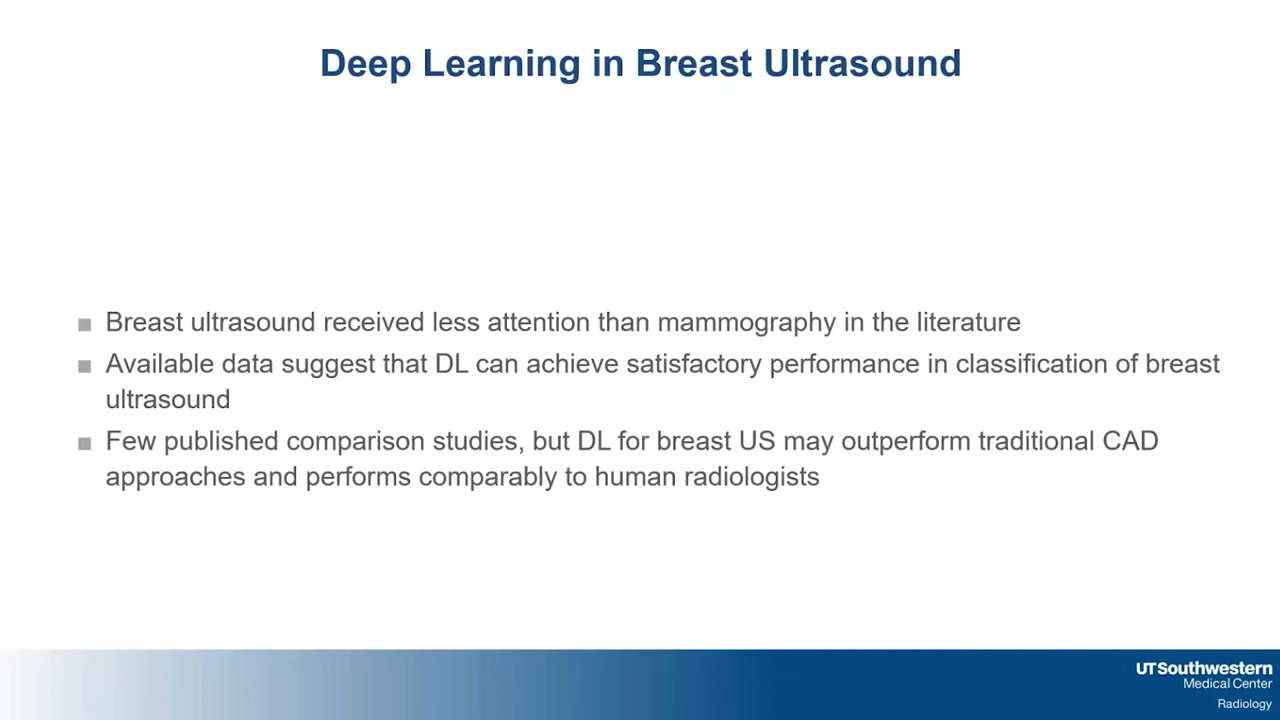 Deep Learning in Breast Ultrasound
Breast ultrasound received less attention than mammography in the literature
Available data suggest that DL can achieve satisfactory performance in classification of breast
ultrasound
Few published comparison studies, but DL for breast US may outperform traditional CAD
approaches and performs comparably to human radiologists
UTSouthwestern
Medical Center
Radiology